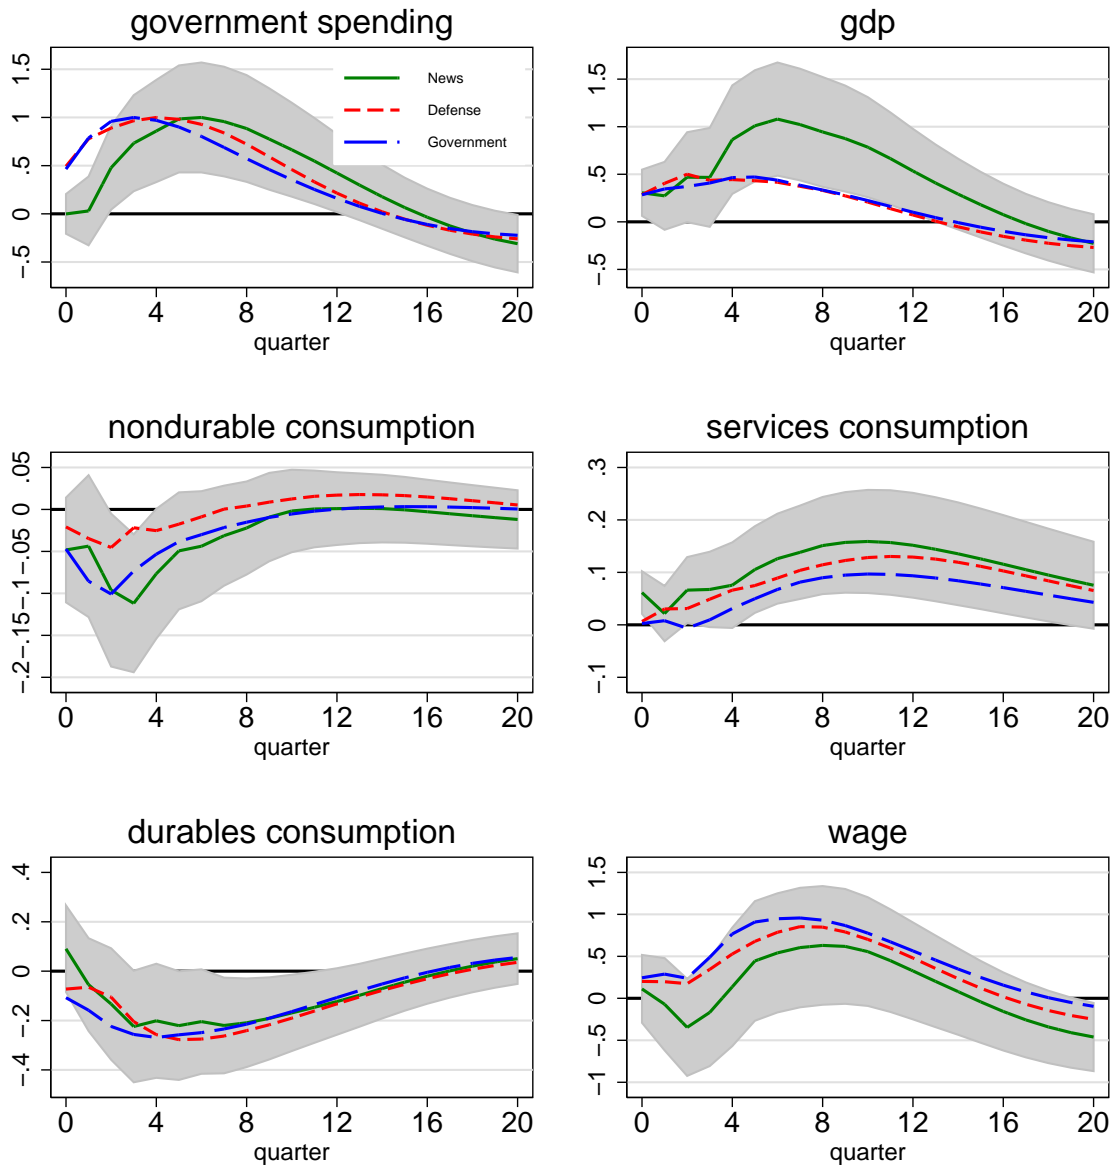 government spending
1.5
1
.5
0
−.5
News
Defense
Government
0 4 8 12 16 20
quarter
gdp
1.5
1
.5
0
−.5
0 4 8 12 16 20
quarter
nondurable consumption
.05
0
−.05
−.1
−.15
−.2
0 4 8 12 16 20
quarter
services consumption
.3
.2
.1
0
−.1
0 4 8 12 16 20
quarter
durables consumption
.4
.2
0
−.2
−.4
0 4 8 12 16 20
quarter
wage
1.5
1
.5
0
−.5
−1
0 4 8 12 16 20
quarter